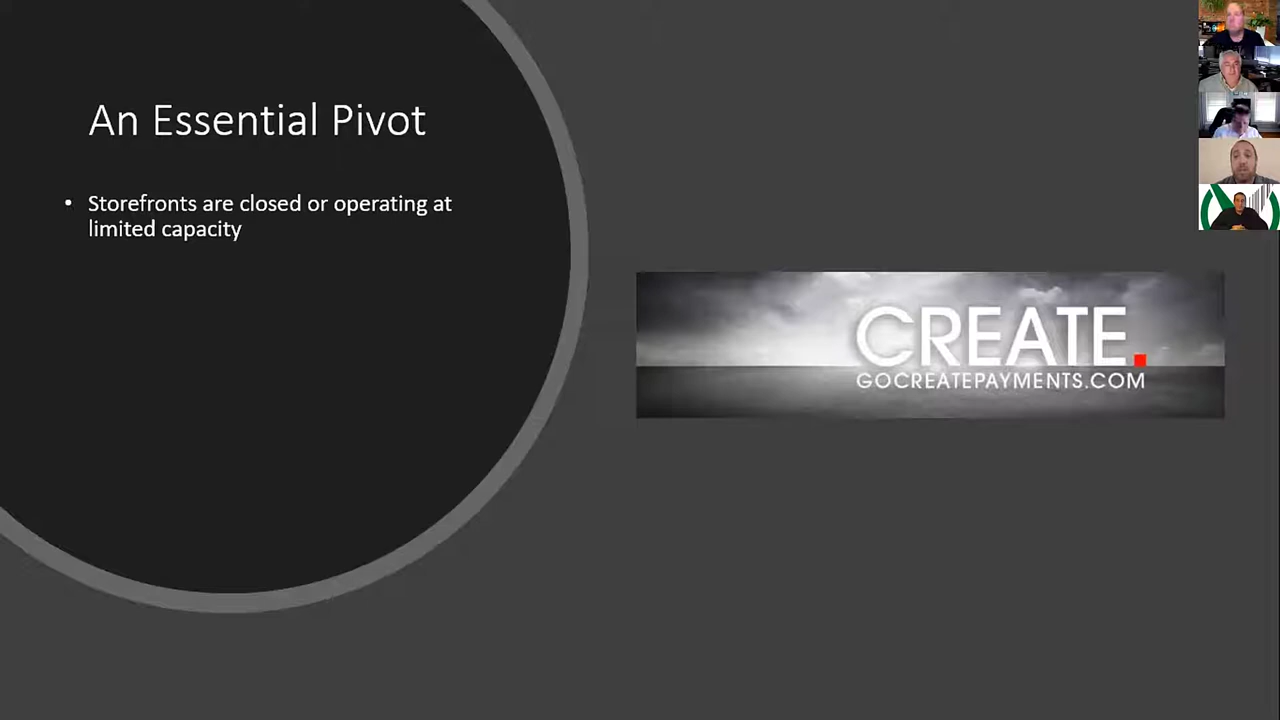 An Essential Pivot
• Storefronts are closed or operating at
limited capacity
CREATE.
GOCREATEPAYMENTS.COM